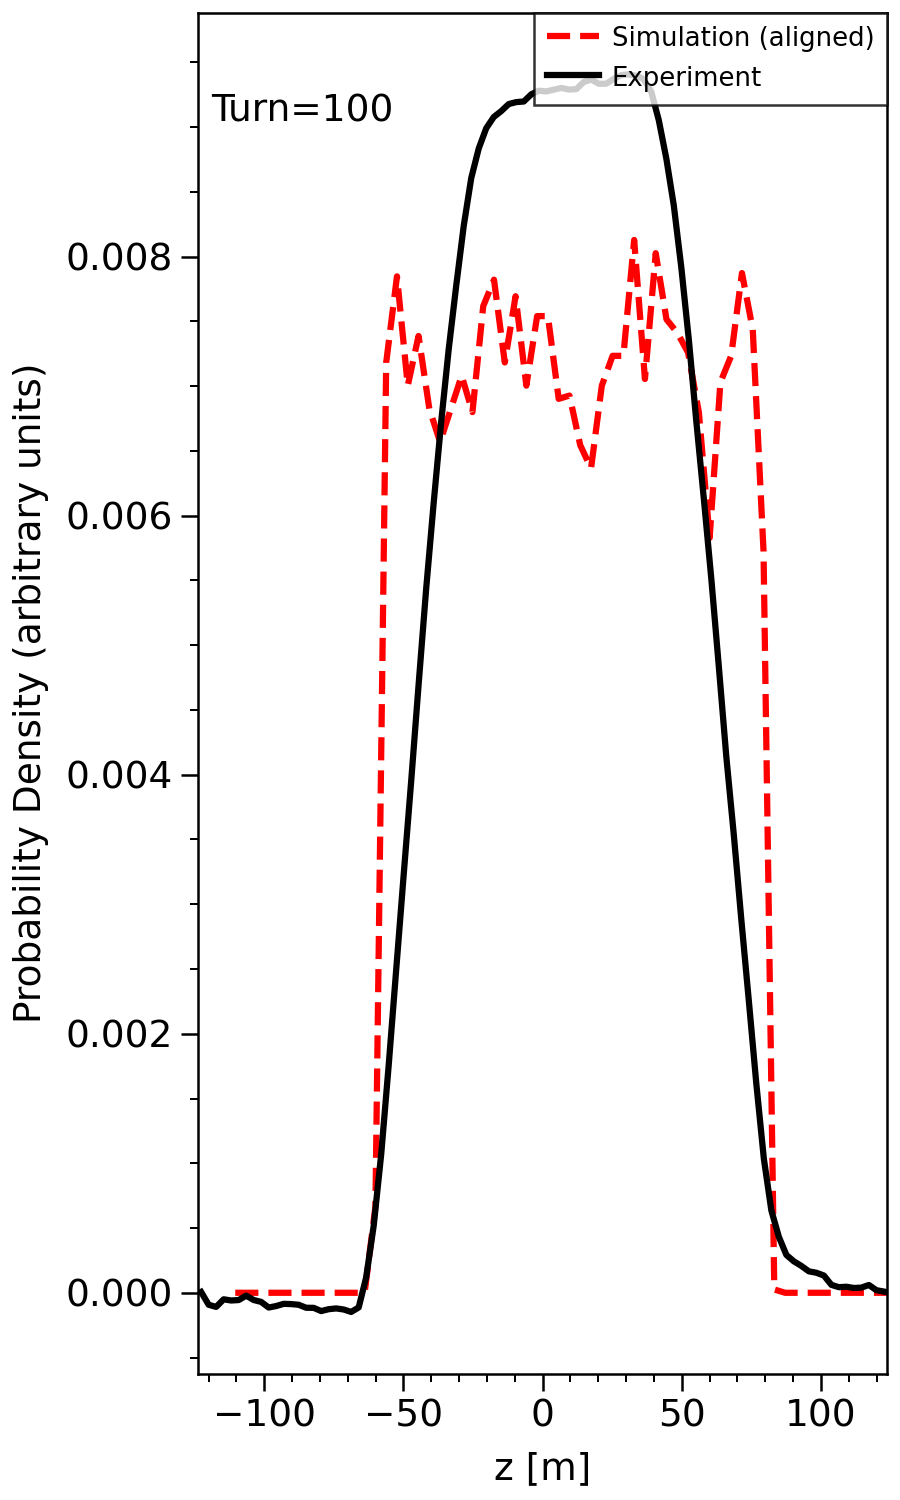 Simulation (aligned)
Experiment
Turn=100
0.008
0.006
0.004
0.002
0.000
Probability Density (arbitrary units)
−100
−50
0
50
100
z [m]